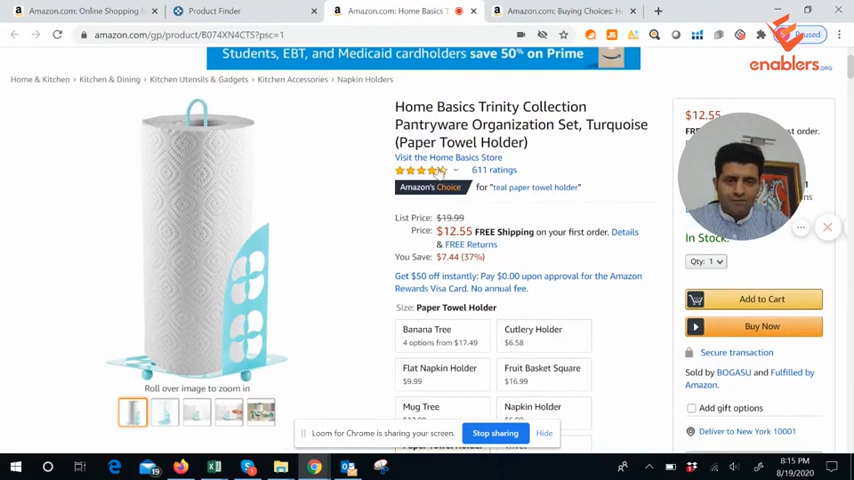 Amazon.com: Online Shopping f
Product Finder
Amazon.com: Home Basics T
Amazon.com: Buying Choices: H
amazon.com/gp/product/B074XN4CTS?psc=1
Paused
enablers.ORG
Students, EBT, and Medicaid cardholders save 50% on Prime
Home & Kitchen › Kitchen & Dining › Kitchen Utensils & Gadgets › Kitchen Accessories › Napkin Holders
Home Basics Trinity Collection
Pantryware Organization Set, Turquoise
(Paper Towel Holder)
Visit the Home Basics Store
611 ratings
Amazon's Choice for "teal paper towel holder"
List Price: $19.99
Price: $12.55 FREE Shipping on your first order. Details
& FREE Returns
You Save: $7.44 (37%)
Get $50 off instantly: Pay $0.00 upon approval for the Amazon
Rewards Visa Card. No annual fee.
Size: Paper Towel Holder
Banana Tree
4 options from $17.49
Cutlery Holder
$6.58
Flat Napkin Holder
$9.99
Fruit Basket Square
$16.99
Mug Tree
Napkin Holder
Roll over image to zoom in
$12.55
order.
In Stock.
Qty: 1
Add to Cart
Buy Now
Secure transaction
Sold by BOGASU and Fulfilled by
Amazon.
Add gift options
Deliver to New York 10001
Loom for Chrome is sharing your screen.
Stop sharing
Hide
19
8:15 PM
8/19/2020